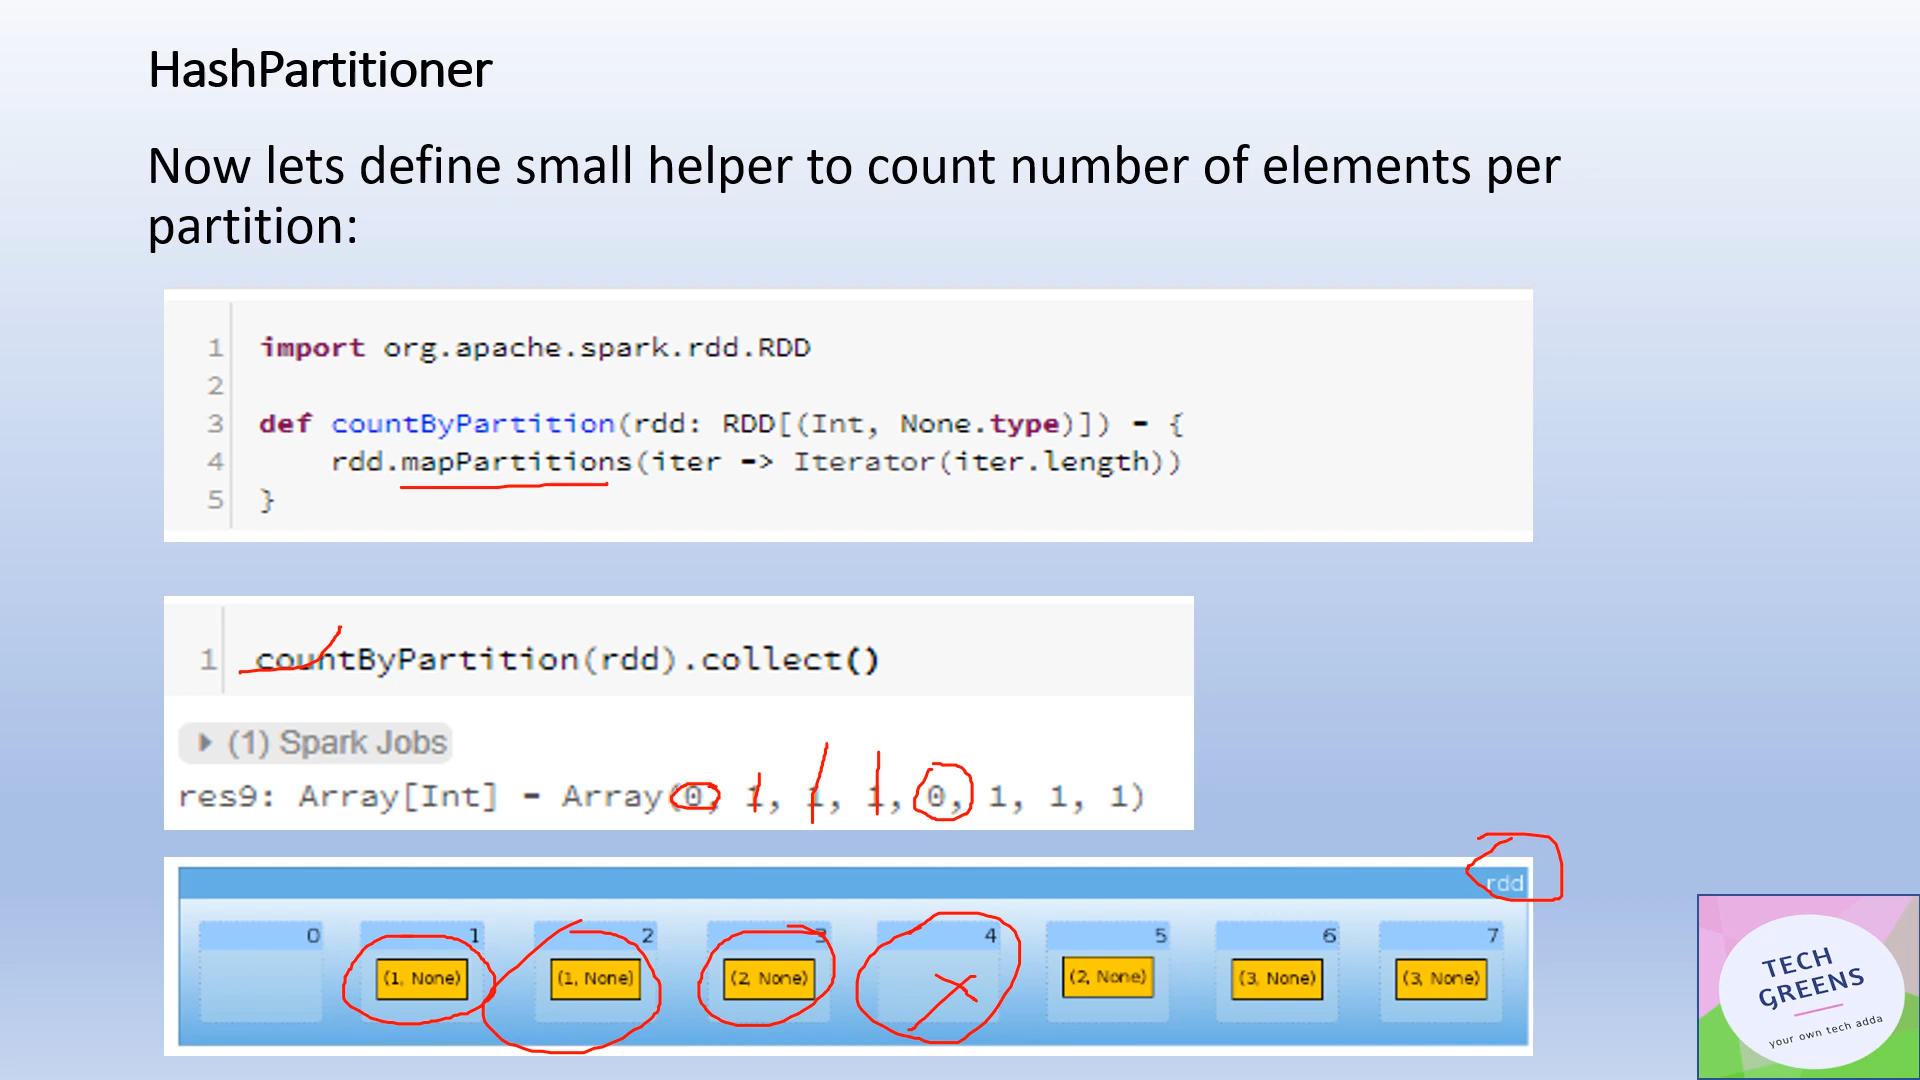 HashPartitioner
Now lets define small helper to count number of elements per
partition:
1 import org.apache.spark.rdd.RDD
2
3 def countByPartition(rdd: RDD[(Int, None.type)]) = {
4 rdd.mapPartitions(iter => Iterator(iter.length))
5 }
1 countByPartition(rdd).collect()
(1) Spark Jobs
res9: Array[Int] = Array(0, 1, 1, 1, 0, 1, 1, 1)
rdd
0 1 2 3 4 5 6 7
(1, None) (1, None) (2, None) (2, None) (3, None) (3, None)
TECH
GREENS
your own tech adda